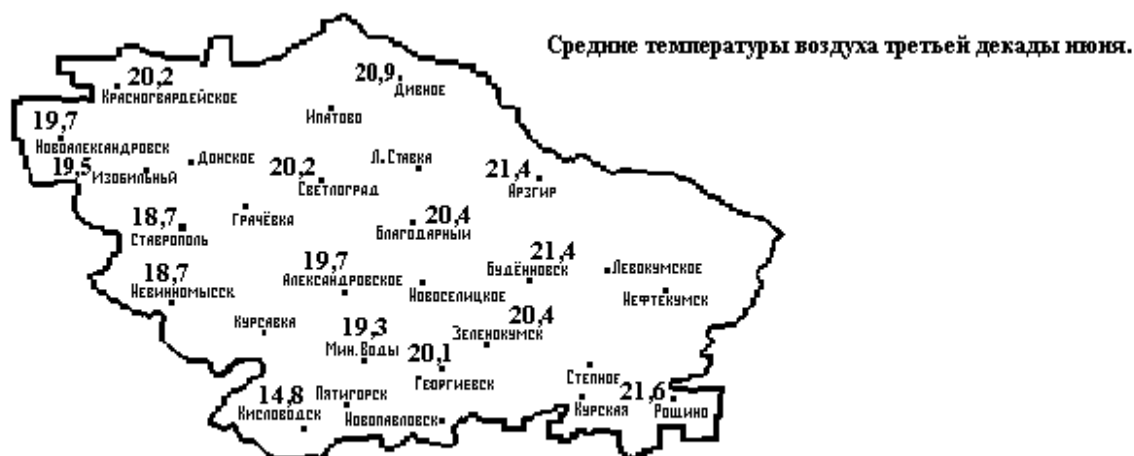 Средние температуры воздуха третьей декады июня.
20,2
Красногвардейское
20,9
Дивное
Ипатово
19,7
Новоалександровск
19,5
Изобильный
Донское
20,2
Светлоград
Л.Ставка
21,4
Арзгир
18,7
Ставрополь
Грачёвка
20,4
Благодарный
18,7
Невинномысск
19,7
Александровское
Новоселицкое
21,4
Будённовск
Левокумское
Нефтекумск
Курсавка
19,3
Мин.Воды
20,4
Зеленокумск
20,1
Георгиевск
Степное
14,8
Кисловодск
Пятигорск
Новопавловск
Курская
21,6
Рощино